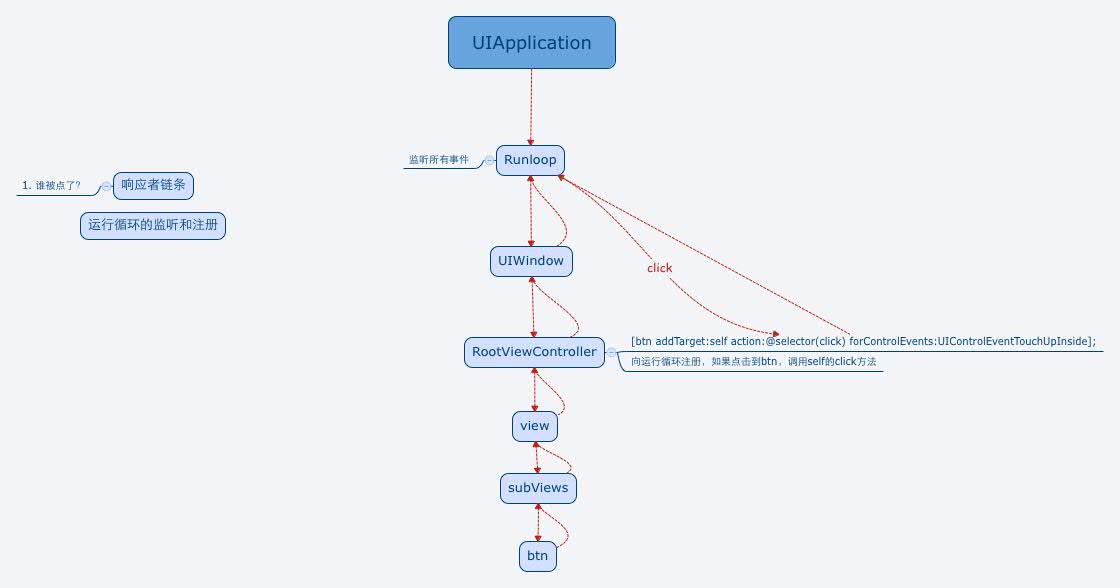 UIApplication
监听所有事件
Runloop
1. 谁被点了？
响应者链条
运行循环的监听和注册
UIWindow
click
RootViewController
[btn addTarget:self action:@selector(click) forControlEvents:UIControlEventTouchUpInside];
向运行循环注册，如果点击到btn，调用self的click方法
view
subViews
btn